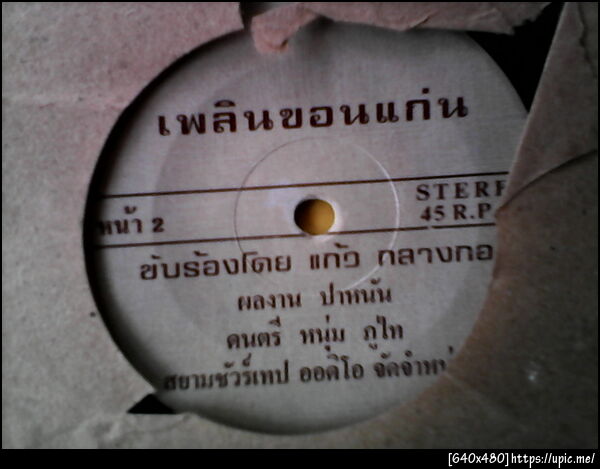 เพลินขอนแก่น
STERE
หน้า 2
45 R.P.
ขับร้องโดย แก้ว กลางกอ
ผลงาน ปาหนัน
ดนตรี หนุ่ม ภูไท
สยามชัวร์เทป ออดิโอ จัดจำหน่
[640x480]https://upic.me/